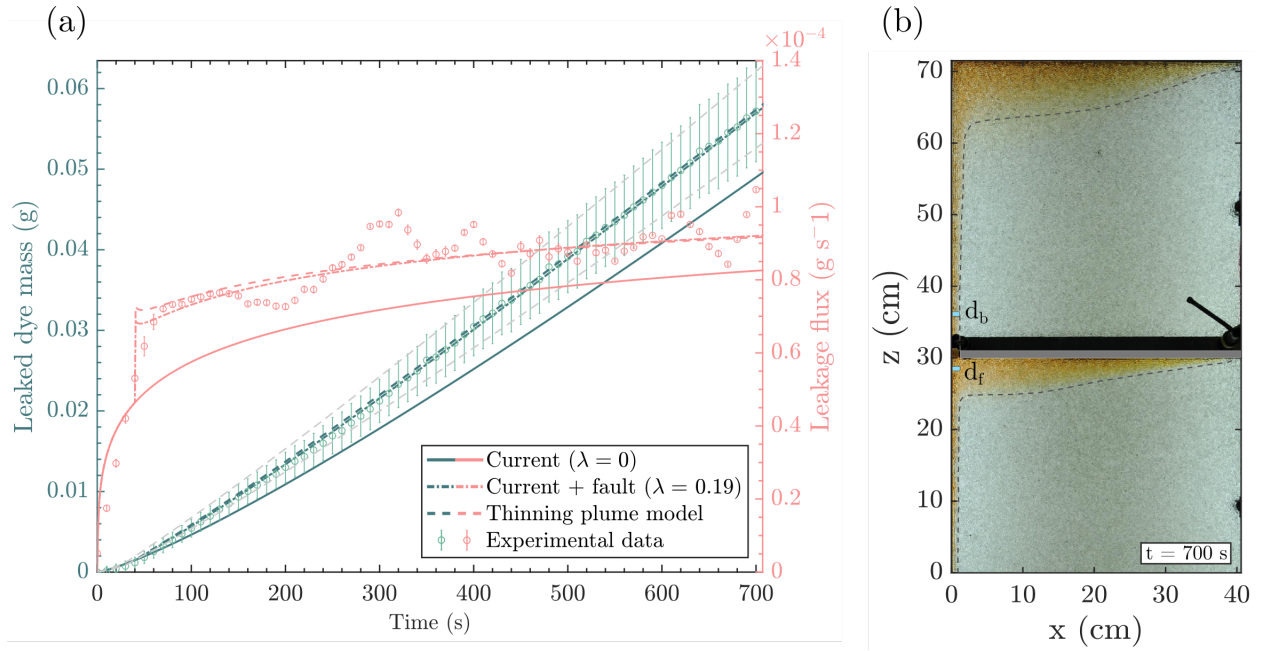 (a)
×10⁻⁴
Leaked dye mass (g)
0.06
0.05
0.04
0.03
0.02
0.01
0
1.4
1.2
1
0.8
0.6
0.4
0.2
0
Leakage flux (g s−1)
Current (λ = 0)
Current + fault (λ = 0.19)
Thinning plume model
Experimental data
0 100 200 300 400 500 600 700
Time (s)
(b)
z (cm)
70
60
50
40
30
20
10
0
d_b
d_f
t = 700 s
0 10 20 30 40
x (cm)